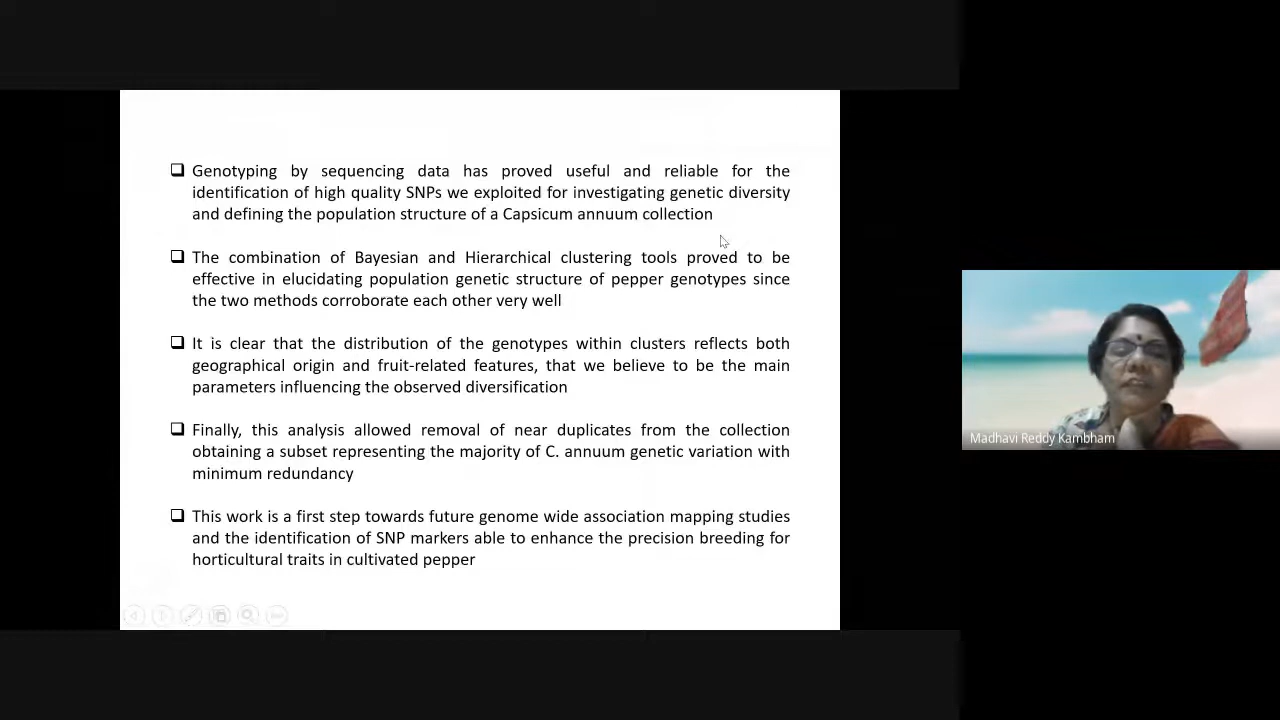 Genotyping by sequencing data has proved useful and reliable for the
identification of high quality SNPs we exploited for investigating genetic diversity
and defining the population structure of a Capsicum annuum collection
The combination of Bayesian and Hierarchical clustering tools proved to be
effective in elucidating population genetic structure of pepper genotypes since
the two methods corroborate each other very well
It is clear that the distribution of the genotypes within clusters reflects both
geographical origin and fruit-related features, that we believe to be the main
parameters influencing the observed diversification
Finally, this analysis allowed removal of near duplicates from the collection
obtaining a subset representing the majority of C. annuum genetic variation with
minimum redundancy
This work is a first step towards future genome wide association mapping studies
and the identification of SNP markers able to enhance the precision breeding for
horticultural traits in cultivated pepper
Madhavi Reddy Kambham